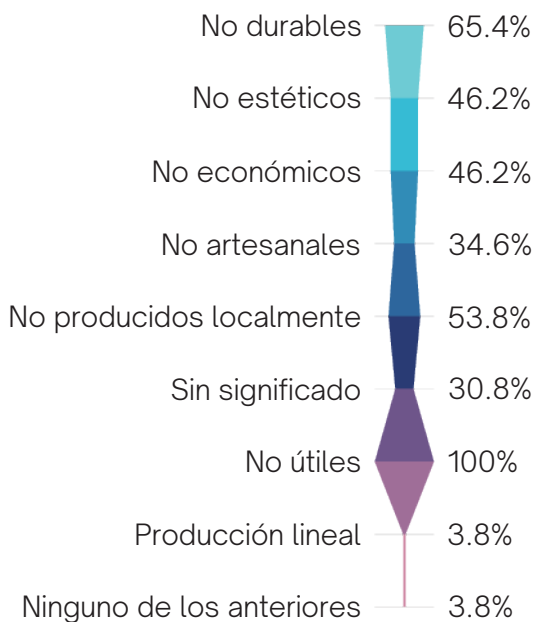 No durables 65.4%
No estéticos 46.2%
No económicos 46.2%
No artesanales 34.6%
No producidos localmente 53.8%
Sin significado 30.8%
No útiles 100%
Producción lineal 3.8%
Ninguno de los anteriores 3.8%